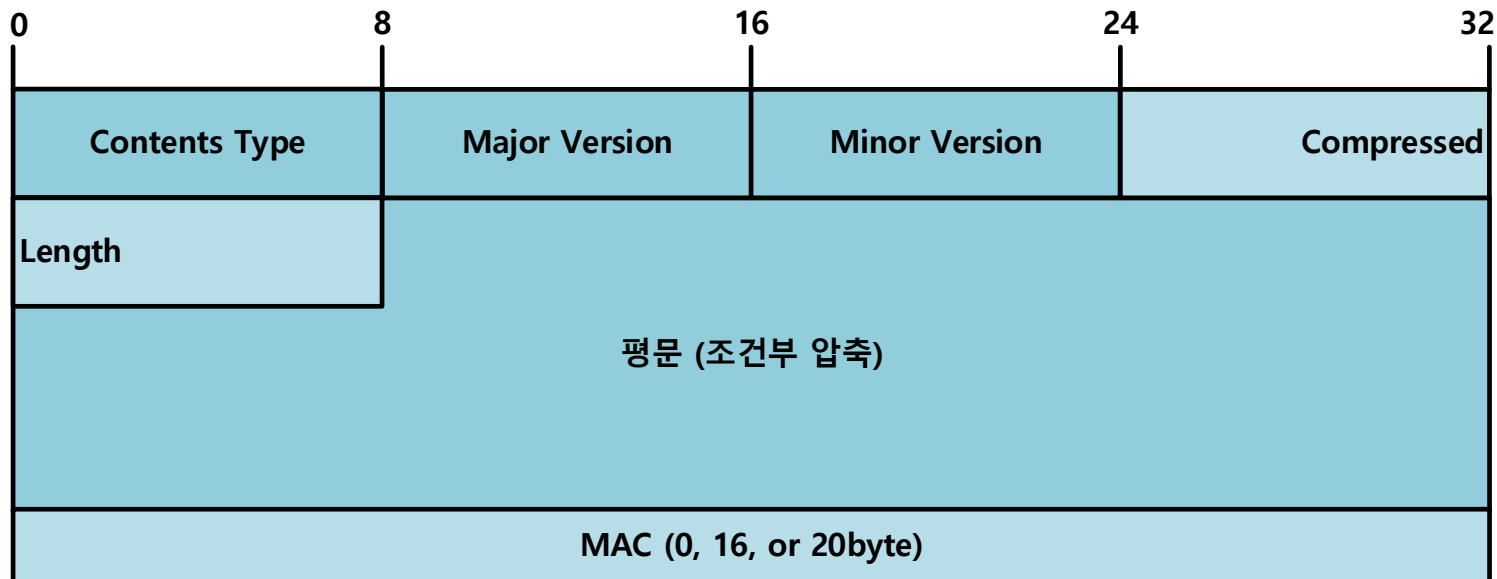 0 8 16 24 32
Contents Type Major Version Minor Version Compressed
Length
평문 (조건부 압축)
MAC (0, 16, or 20byte)